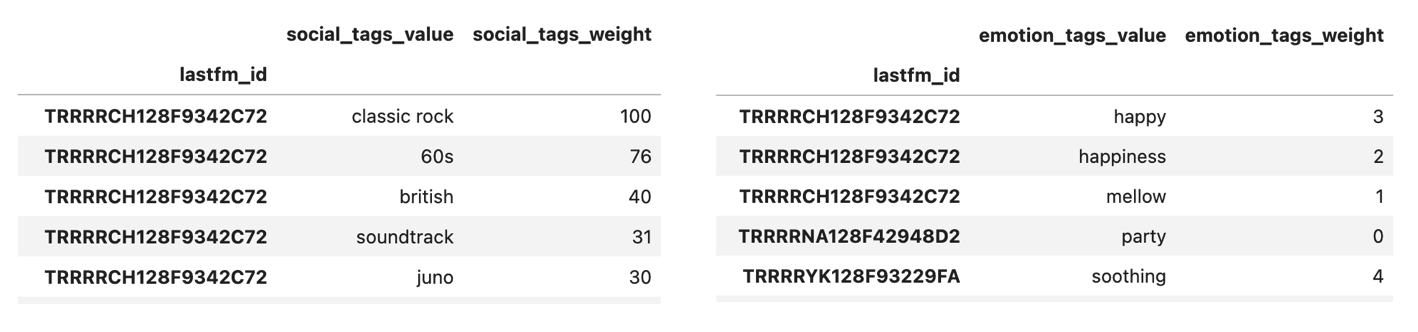 social_tags_value social_tags_weight
lastfm_id
TRRRRCH128F9342C72 classic rock 100
TRRRRCH128F9342C72 60s 76
TRRRRCH128F9342C72 british 40
TRRRRCH128F9342C72 soundtrack 31
TRRRRCH128F9342C72 juno 30
emotion_tags_value emotion_tags_weight
lastfm_id
TRRRRCH128F9342C72 happy 3
TRRRRCH128F9342C72 happiness 2
TRRRRCH128F9342C72 mellow 1
TRRRRNA128F42948D2 party 0
TRRRRYK128F93229FA soothing 4